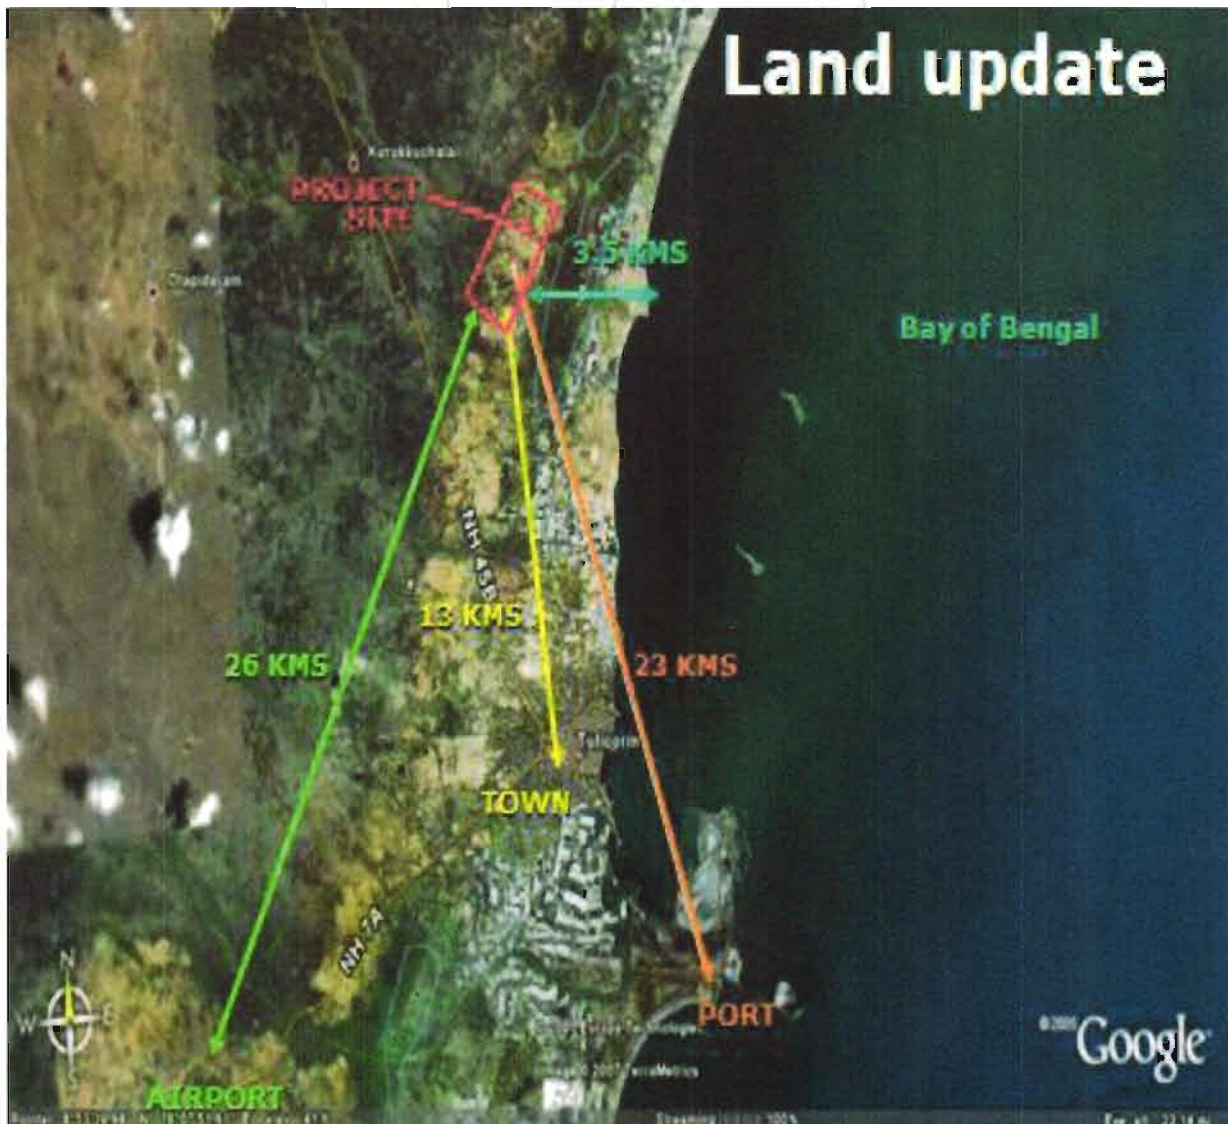 Land update
PROJECT
SITE
3.5 KMS
Bay of Bengal
NH 45B
13 KMS
26 KMS
23 KMS
TOWN
NH 7A
N
W
E
S
PORT
AIRPORT
Google